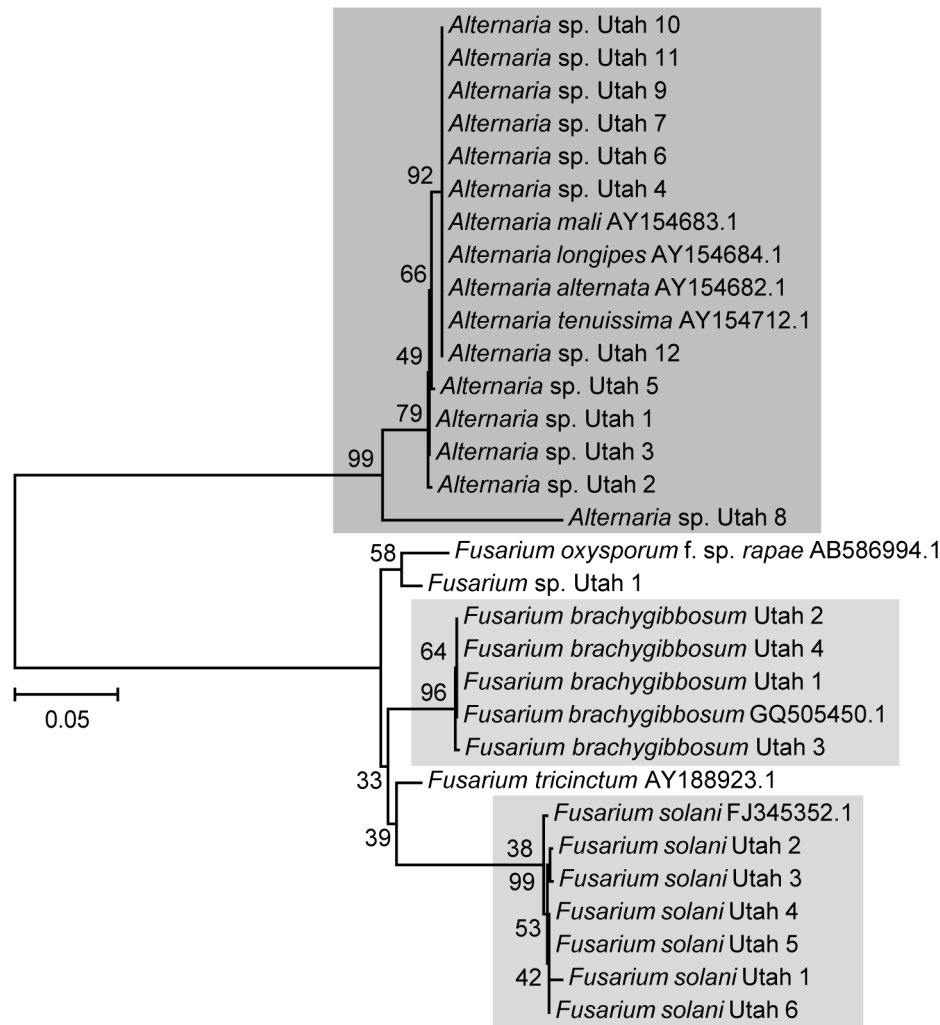 Alternaria sp. Utah 10
Alternaria sp. Utah 11
Alternaria sp. Utah 9
Alternaria sp. Utah 7
Alternaria sp. Utah 6
92
Alternaria sp. Utah 4
Alternaria mali AY154683.1
Alternaria longipes AY154684.1
66
Alternaria alternata AY154682.1
Alternaria tenuissima AY154712.1
49
Alternaria sp. Utah 12
Alternaria sp. Utah 5
79
Alternaria sp. Utah 1
Alternaria sp. Utah 3
99
Alternaria sp. Utah 2
Alternaria sp. Utah 8
58
Fusarium oxysporum f. sp. rapae AB586994.1
Fusarium sp. Utah 1
Fusarium brachygibbosum Utah 2
64
Fusarium brachygibbosum Utah 4
Fusarium brachygibbosum Utah 1
96
Fusarium brachygibbosum GQ505450.1
0.05
Fusarium brachygibbosum Utah 3
33
Fusarium tricinctum AY188923.1
Fusarium solani FJ345352.1
39
38
Fusarium solani Utah 2
99
Fusarium solani Utah 3
Fusarium solani Utah 4
53
Fusarium solani Utah 5
42
Fusarium solani Utah 1
Fusarium solani Utah 6